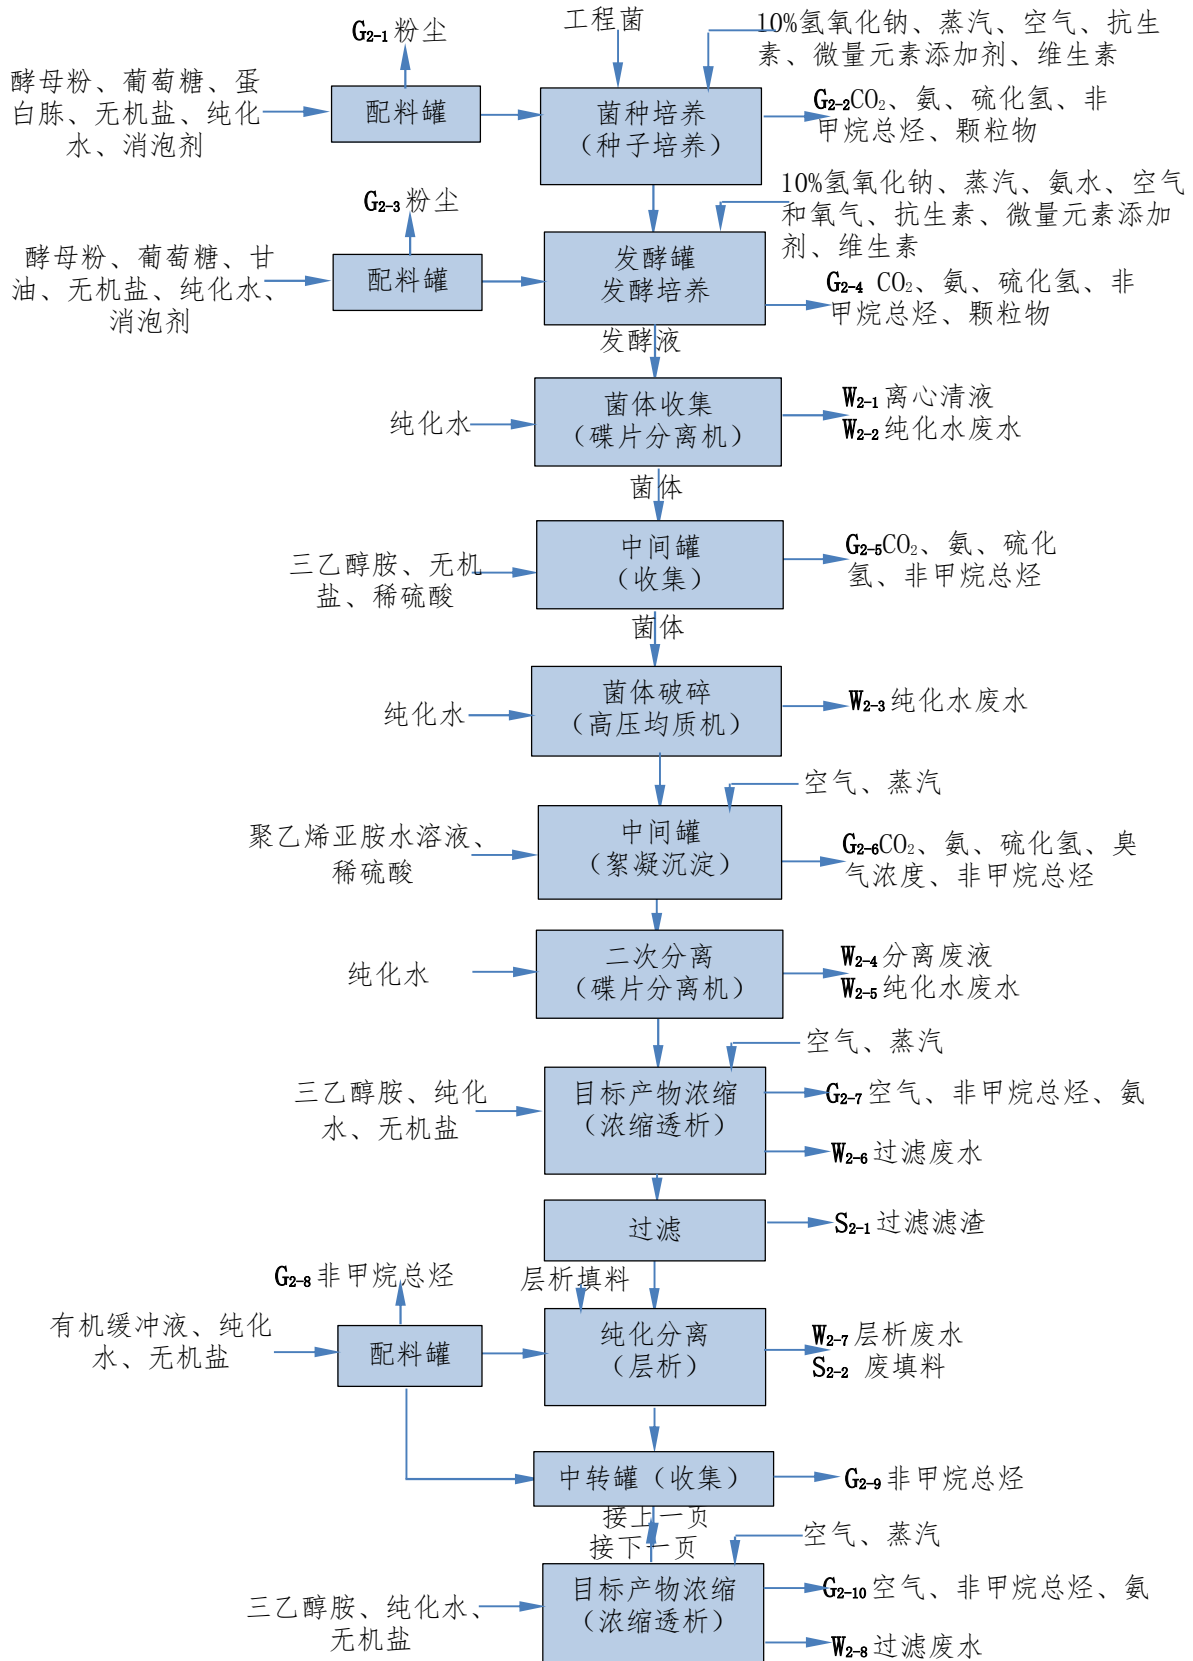 G2-1 粉尘
工程菌
10%氢氧化钠、蒸汽、空气、抗生
素、微量元素添加剂、维生素
酵母粉、葡萄糖、蛋
白胨、无机盐、纯化
水、消泡剂
配料罐
菌种培养
（种子培养）
G2-2CO₂、氨、硫化氢、非
甲烷总烃、颗粒物
G2-3 粉尘
10%氢氧化钠、蒸汽、氨水、空气
和氧气、抗生素、微量元素添加
剂、维生素
酵母粉、葡萄糖、甘
油、无机盐、纯化水、
消泡剂
配料罐
发酵罐
发酵培养
G2-4 CO₂、氨、硫化氢、非
甲烷总烃、颗粒物
发酵液
纯化水
菌体收集
（碟片分离机）
W2-1 离心清液
W2-2 纯化水废水
菌体
三乙醇胺、无机
盐、稀硫酸
中间罐
（收集）
G2-5CO₂、氨、硫化
氢、非甲烷总烃
菌体
纯化水
菌体破碎
（高压均质机）
W2-3 纯化水废水
空气、蒸汽
聚乙烯亚胺水溶液、
稀硫酸
中间罐
（絮凝沉淀）
G2-6CO₂、氨、硫化氢、臭
气浓度、非甲烷总烃
纯化水
二次分离
（碟片分离机）
W2-4 分离废液
W2-5 纯化水废水
空气、蒸汽
三乙醇胺、纯化
水、无机盐
目标产物浓缩
（浓缩透析）
G2-7 空气、非甲烷总烃、氨
W2-6 过滤废水
过滤
S2-1 过滤滤渣
G2-8 非甲烷总烃
层析填料
有机缓冲液、纯化
水、无机盐
配料罐
纯化分离
（层析）
W2-7 层析废水
S2-2 废填料
中转罐（收集）
G2-9 非甲烷总烃
接上一页
接下一页
空气、蒸汽
三乙醇胺、纯化水、
无机盐
目标产物浓缩
（浓缩透析）
G2-10 空气、非甲烷总烃、氨
W2-8 过滤废水